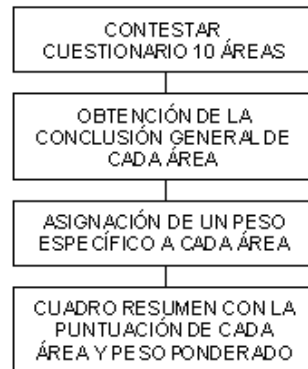 CONTESTAR
CUESTIONARIO 10 ÁREAS
OBTENCIÓN DE LA
CONCLUSIÓN GENERAL DE
CADA ÁREA
ASIGNACIÓN DE UN PESO
ESPECÍFICO A CADA ÁREA
CUADRO RESUMEN CON LA
PUNTUACIÓN DE CADA
ÁREA Y PESO PONDERADO